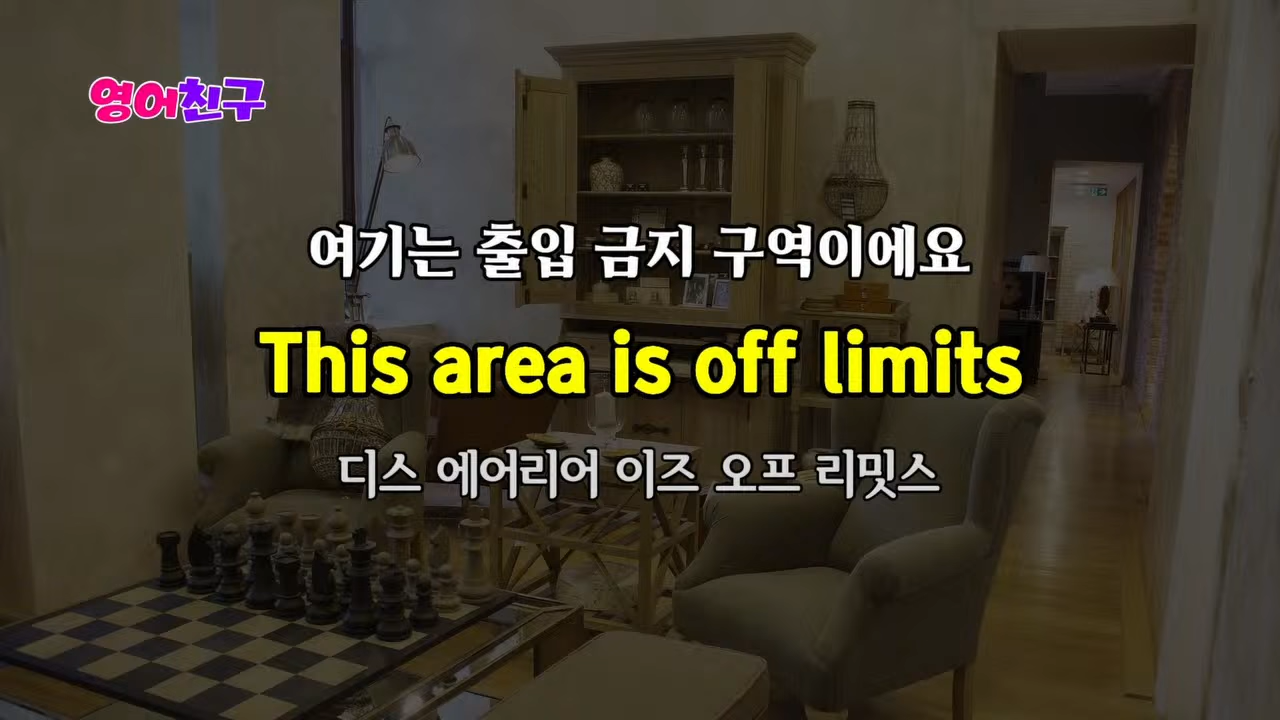 영어친구
여기는 출입 금지 구역이에요
This area is off limits
디스 에어리어 이즈 오프 리밋스